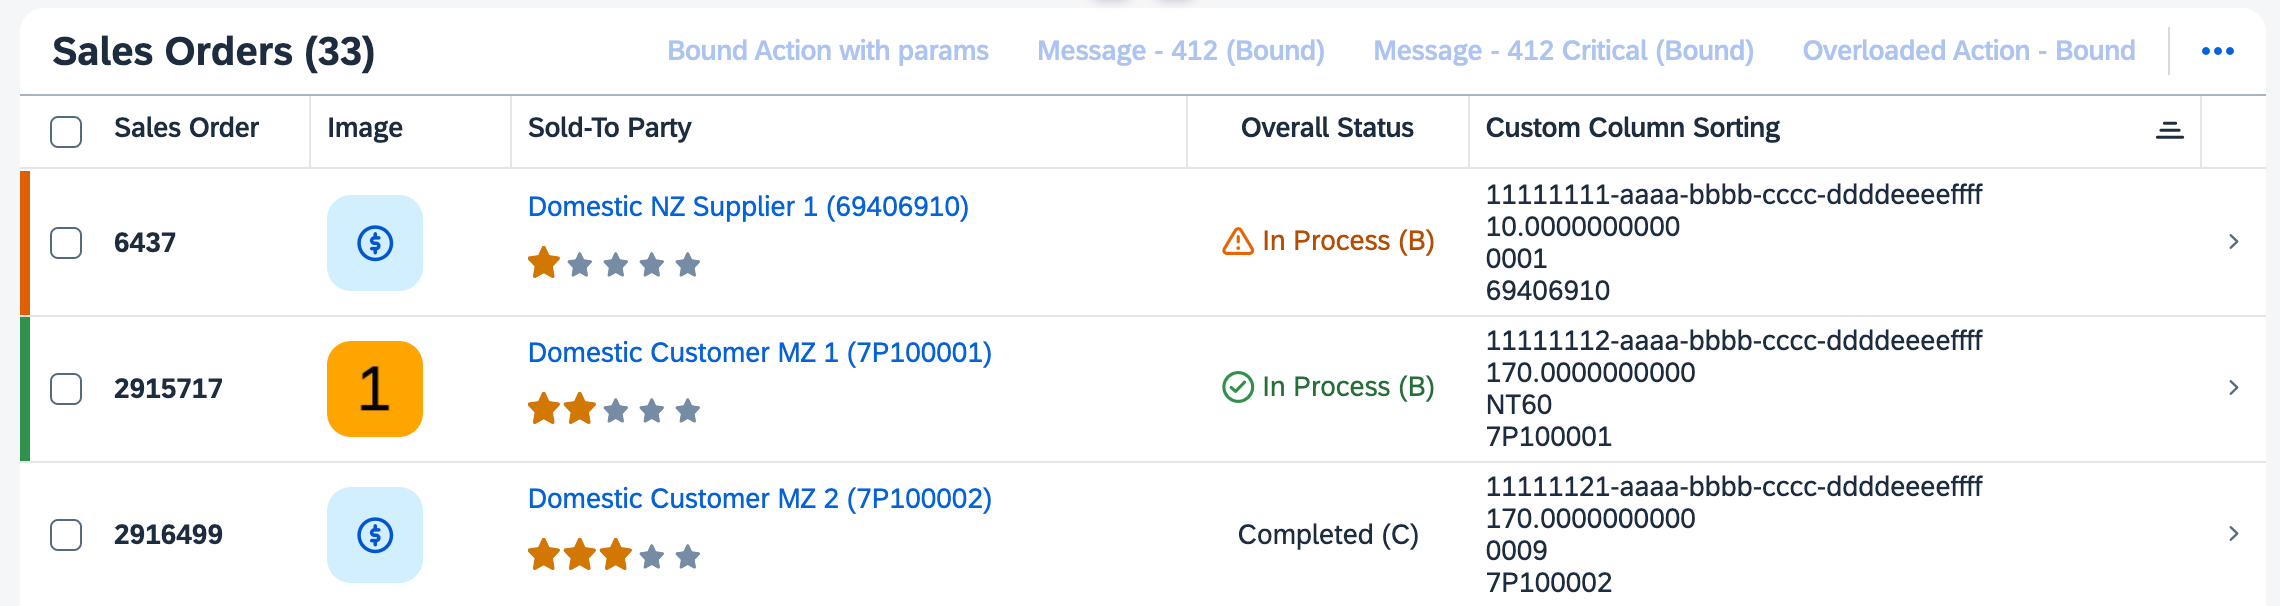 Sales Orders (33)
Bound Action with params Message - 412 (Bound) Message - 412 Critical (Bound) Overloaded Action - Bound
Sales Order Image Sold-To Party Overall Status Custom Column Sorting
6437
Domestic NZ Supplier 1 (69406910)
In Process (B)
11111111-aaaa-bbbb-cccc-ddddeeeeffff
10.0000000000
0001
69406910
2915717
1
Domestic Customer MZ 1 (7P100001)
In Process (B)
11111112-aaaa-bbbb-cccc-ddddeeeeffff
170.0000000000
NT60
7P100001
2916499
Domestic Customer MZ 2 (7P100002)
Completed (C)
11111121-aaaa-bbbb-cccc-ddddeeeeffff
170.0000000000
0009
7P100002